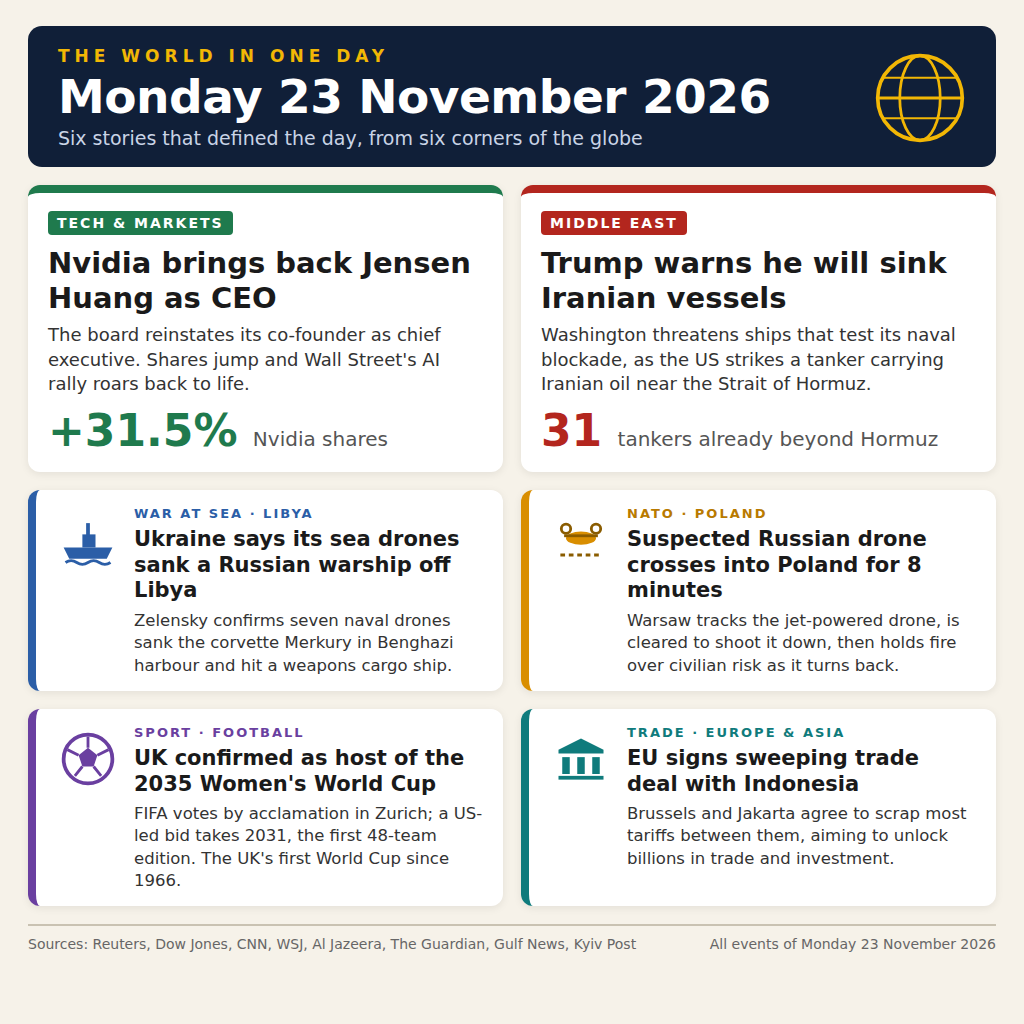 THE WORLD IN ONE DAY
Monday 23 November 2026
Six stories that defined the day, from six corners of the globe
TECH & MARKETS
Nvidia brings back Jensen
Huang as CEO
The board reinstates its co-founder as chief
executive. Shares jump and Wall Street's AI
rally roars back to life.
+31.5% Nvidia shares
MIDDLE EAST
Trump warns he will sink
Iranian vessels
Washington threatens ships that test its naval
blockade, as the US strikes a tanker carrying
Iranian oil near the Strait of Hormuz.
31 tankers already beyond Hormuz
WAR AT SEA · LIBYA
Ukraine says its sea drones
sank a Russian warship off
Libya
Zelensky confirms seven naval drones
sank the corvette Merkury in Benghazi
harbour and hit a weapons cargo ship.
NATO · POLAND
Suspected Russian drone
crosses into Poland for 8
minutes
Warsaw tracks the jet-powered drone, is
cleared to shoot it down, then holds fire
over civilian risk as it turns back.
SPORT · FOOTBALL
UK confirmed as host of the
2035 Women's World Cup
FIFA votes by acclamation in Zurich; a US-
led bid takes 2031, the first 48-team
edition. The UK's first World Cup since
1966.
TRADE · EUROPE & ASIA
EU signs sweeping trade
deal with Indonesia
Brussels and Jakarta agree to scrap most
tariffs between them, aiming to unlock
billions in trade and investment.
Sources: Reuters, Dow Jones, CNN, WSJ, Al Jazeera, The Guardian, Gulf News, Kyiv Post
All events of Monday 23 November 2026